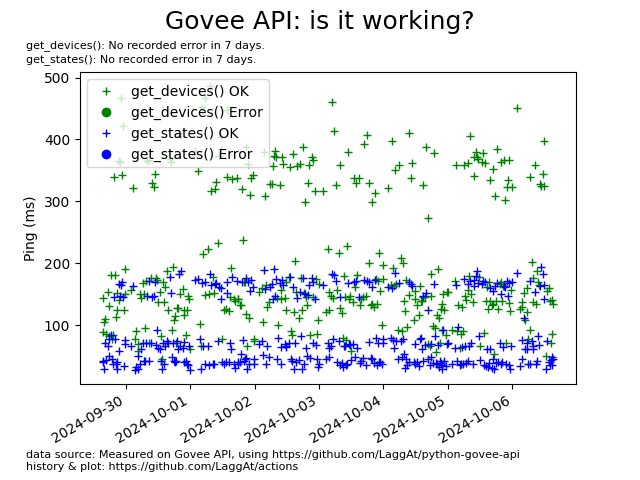 Govee API: is it working?
get_devices(): No recorded error in 7 days.
get_states(): No recorded error in 7 days.
get_devices() OK
get_devices() Error
get_states() OK
get_states() Error
Ping (ms)
500
400
300
200
100
2024-09-30
2024-10-01
2024-10-02
2024-10-03
2024-10-04
2024-10-05
2024-10-06
data source: Measured on Govee API, using https://github.com/LaggAt/python-govee-api
history & plot: https://github.com/LaggAt/actions